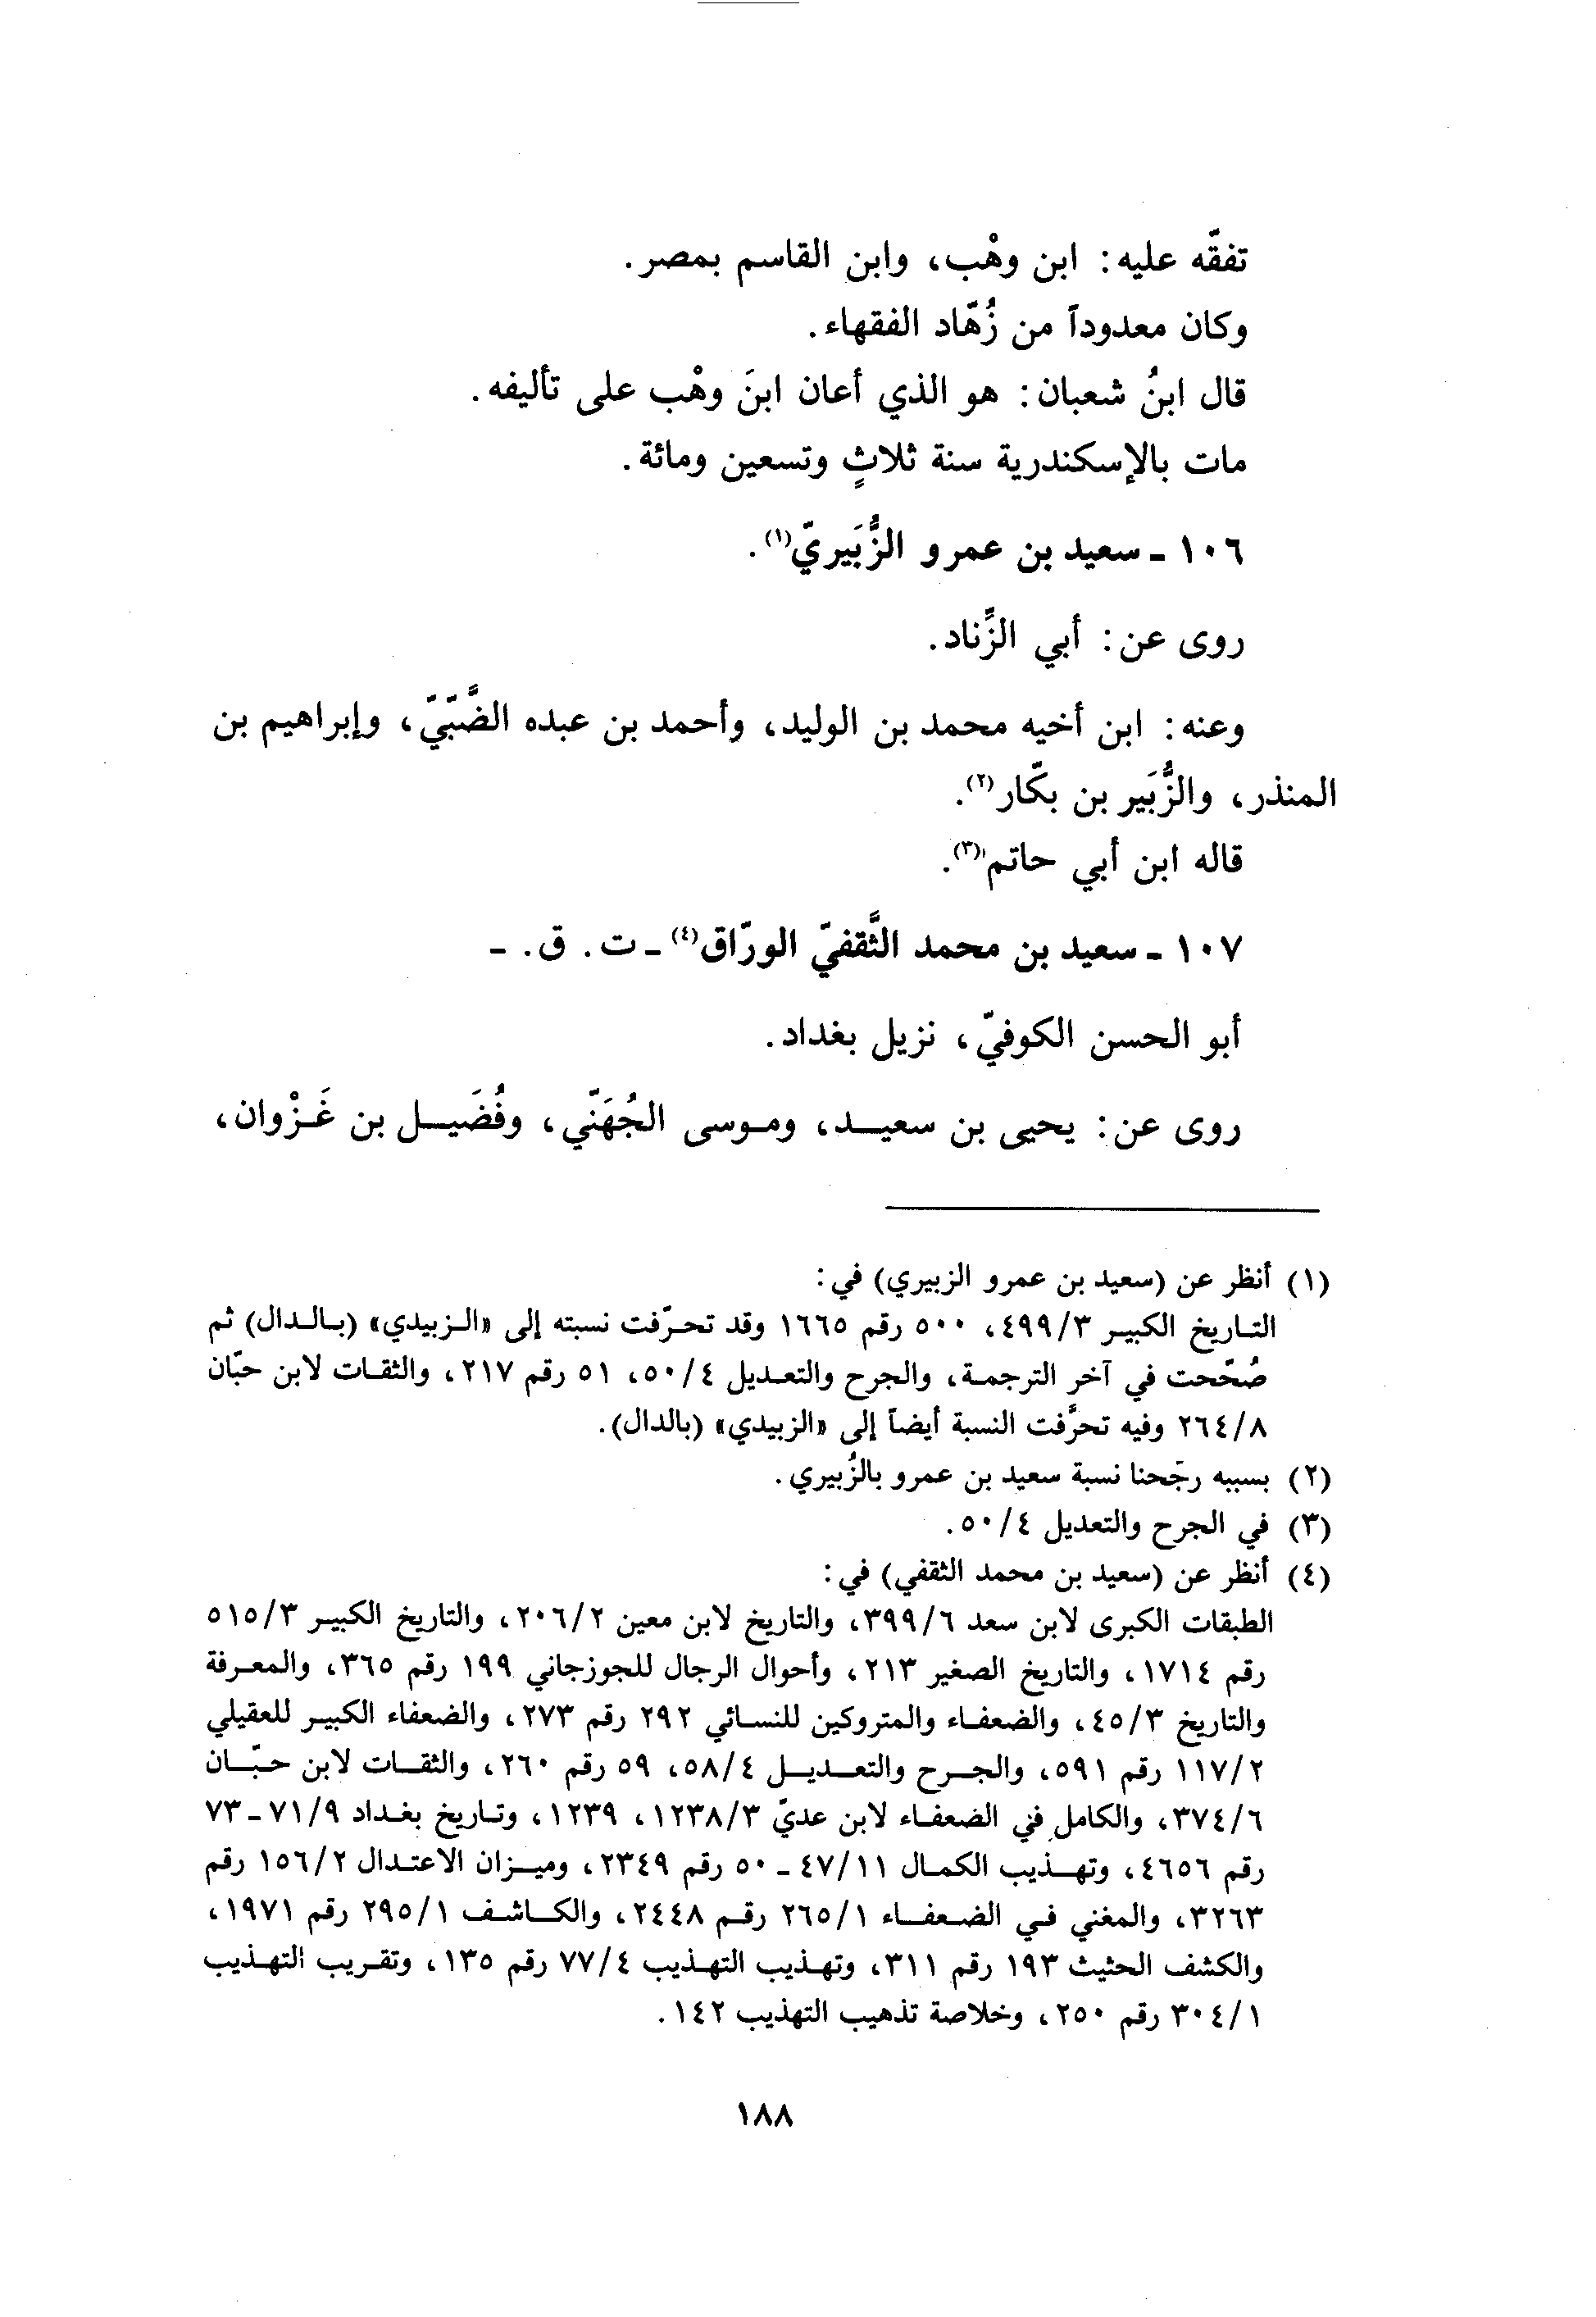 تفقّه عليه: ابن وهْب، وابن القاسم بمصر.
وكان معدوداً من زُهّاد الفقهاء.
قال ابنُ شعبان: هو الذي أعان ابنَ وهْب على تأليفه.
مات بالإسكندرية سنة ثلاثٍ وتسعين ومائة.
١٠٦ - سعيد بن عمرو الزُّبَيريّ(١).
روى عن: أبي الزِّناد.
وعنه: ابن أخيه محمد بن الوليد، وأحمد بن عبده الضَّبّيّ، وإبراهيم بن
المنذر، والزُّبَير بن بكّار(٢).
قاله ابن أبي حاتم(٣).
١٠٧ - سعيد بن محمد الثَّقفيّ الورّاق(٤) - ت. ق. -
أبو الحسن الكوفيّ، نزيل بغداد.
روى عن: يحيى بن سعيد، وموسى الجُهَنّي، وفُضَيل بن غَزْوان،
(١) أنظر عن (سعيد بن عمرو الزبيري) في:
التاريخ الكبير ٤٩٩/٣، ٥٠٠ رقم ١٦٦٥ وقد تحرّفت نسبته إلى «الزبيدي» (بالدال) ثم
صُحّحت في آخر الترجمة، والجرح والتعديل ٥٠/٤، ٥١ رقم ٢١٧، والثقات لابن حبّان
٢٦٤/٨ وفيه تحرَّفت النسبة أيضاً إلى «الزبيدي» (بالدال).
(٢) بسببه رجّحنا نسبة سعيد بن عمرو بالزُبيري.
(٣) في الجرح والتعديل ٥٠/٤.
(٤) أنظر عن (سعيد بن محمد الثقفي) في:
الطبقات الكبرى لابن سعد ٣٩٩/٦، والتاريخ لابن معين ٢٠٦/٢، والتاريخ الكبير ٥١٥/٣
رقم ١٧١٤، والتاريخ الصغير ٢١٣، وأحوال الرجال للجوزجاني ١٩٩ رقم ٣٦٥، والمعرفة
والتاريخ ٤٥/٣، والضعفاء والمتروكين للنسائي ٢٩٢ رقم ٢٧٣، والضعفاء الكبير للعقيلي
١١٧/٢ رقم ٥٩١، والجرح والتعديل ٥٨/٤، ٥٩ رقم ٢٦٠، والثقات لابن حبّان
٣٧٤/٦، والكامل في الضعفاء لابن عديّ ١٢٣٨/٣، ١٢٣٩، وتاريخ بغداد ٧١/٩ - ٧٣
رقم ٤٦٥٦، وتهذيب الكمال ٤٧/١١ - ٥٠ رقم ٢٣٤٩، وميزان الاعتدال ١٥٦/٢ رقم
٣٢٦٣، والمغني في الضعفاء ٢٦٥/١ رقم ٢٤٤٨، والكاشف ٢٩٥/١ رقم ١٩٧١،
والكشف الحثيث ١٩٣ رقم ٣١١، وتهذيب التهذيب ٧٧/٤ رقم ١٣٥، وتقريب التهذيب
٣٠٤/١ رقم ٢٥٠، وخلاصة تذهيب التهذيب ١٤٢.
١٨٨